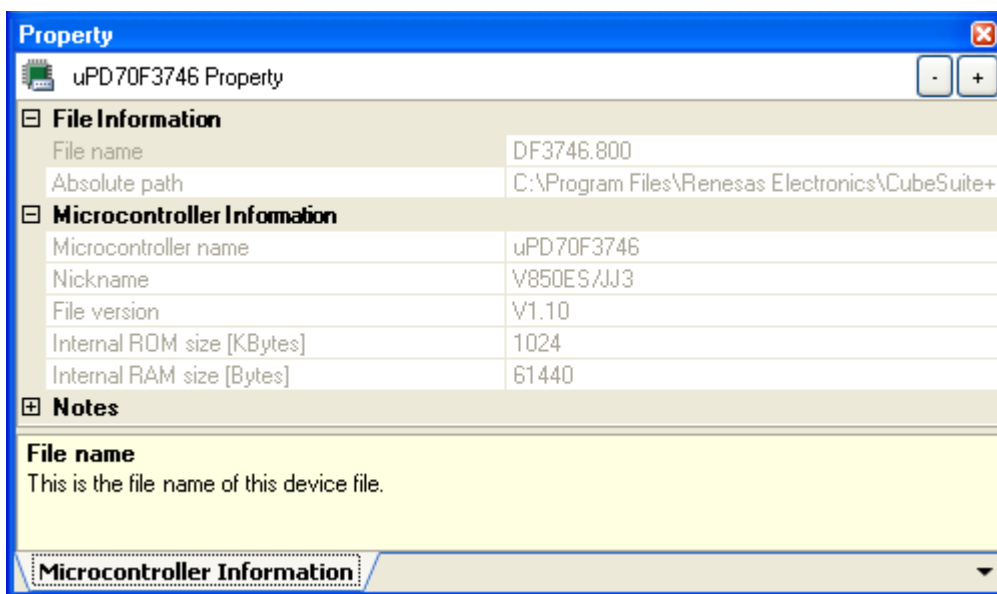 Property
uPD70F3746 Property - +
File Information
File name DF3746.800
Absolute path C:\Program Files\Renesas Electronics\CubeSuite+
Microcontroller Information
Microcontroller name uPD70F3746
Nickname V850ES/JJ3
File version V1.10
Internal ROM size [KBytes] 1024
Internal RAM size [Bytes] 61440
Notes
File name
This is the file name of this device file.
Microcontroller Information